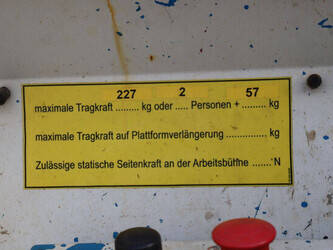 maximale Tragkraft 227 kg oder 2 Personen + 57 kg
maximale Tragkraft auf Plattformverlängerung .............. kg
Zulässige statische Seitenkraft an der Arbeitsbühne ....... N